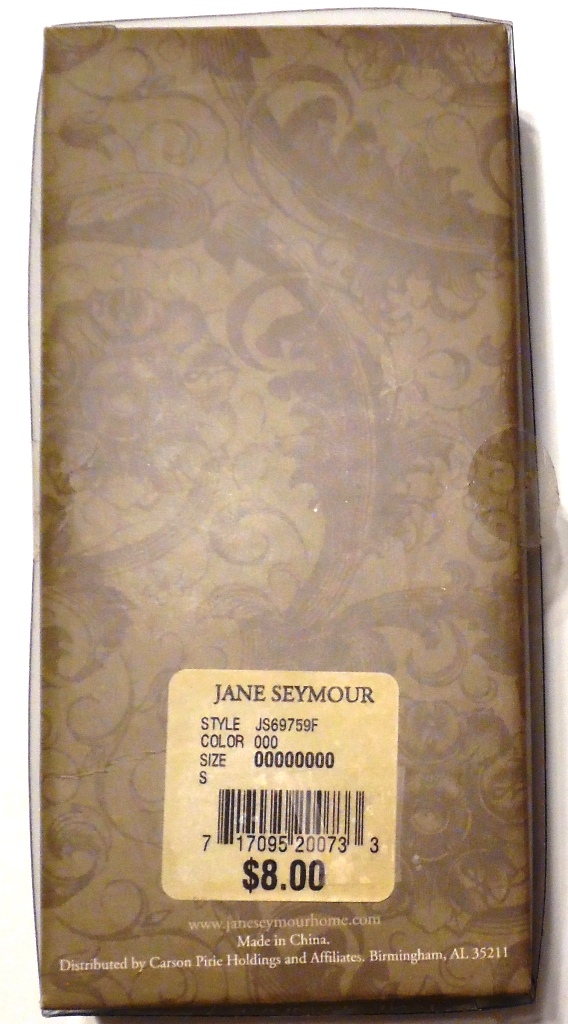 JANE SEYMOUR
STYLE JS69759F
COLOR 000
SIZE 00000000
S
7 17095 20073 3
$8.00
www.janeseymourhome.com
Made in China.
Distributed by Carson Pirie Holdings and Affiliates. Birmingham, AL 35211